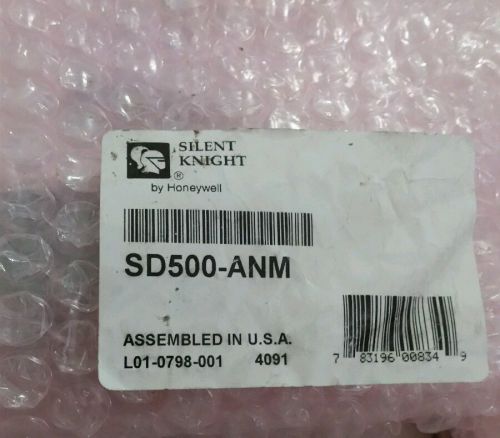 SILENT
KNIGHT
®
by Honeywell
SD500-ANM
ASSEMBLED IN U.S.A.
L01-0798-001 4091
7 83196 00834 9